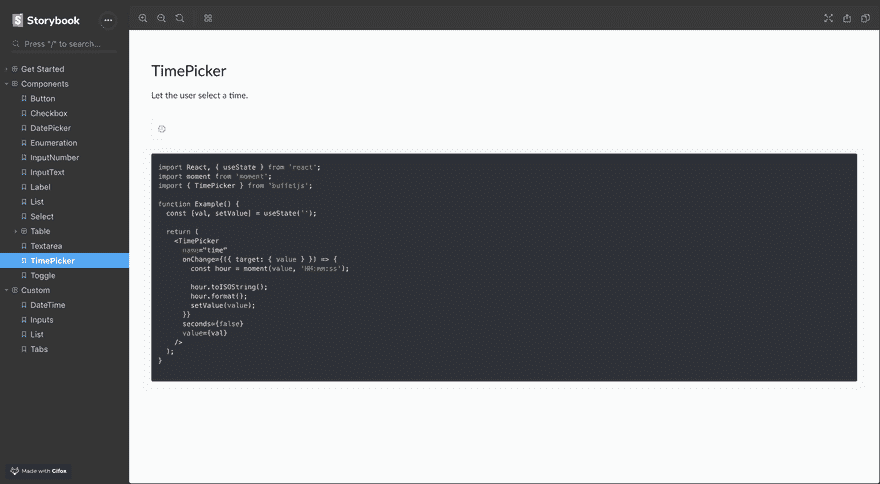 Storybook
Press "/" to search...
Get Started
Components
Button
Checkbox
DatePicker
Enumeration
InputNumber
InputText
Label
List
Select
Table
Textarea
TimePicker
Toggle
Custom
DateTime
Inputs
List
Tabs
Made with Gifox
TimePicker
Let the user select a time.
import React, { useState } from 'react';
import moment from 'moment';
import { TimePicker } from 'buffetjs';
function Example() {
const [val, setValue] = useState('');
return (
<TimePicker
name="time"
onChange={({ target: { value } }) => {
const hour = moment(value, 'HH:mm:ss');
hour.toISOString();
hour.format();
setValue(value);
}}
seconds={false}
value={val}
/>
);
}